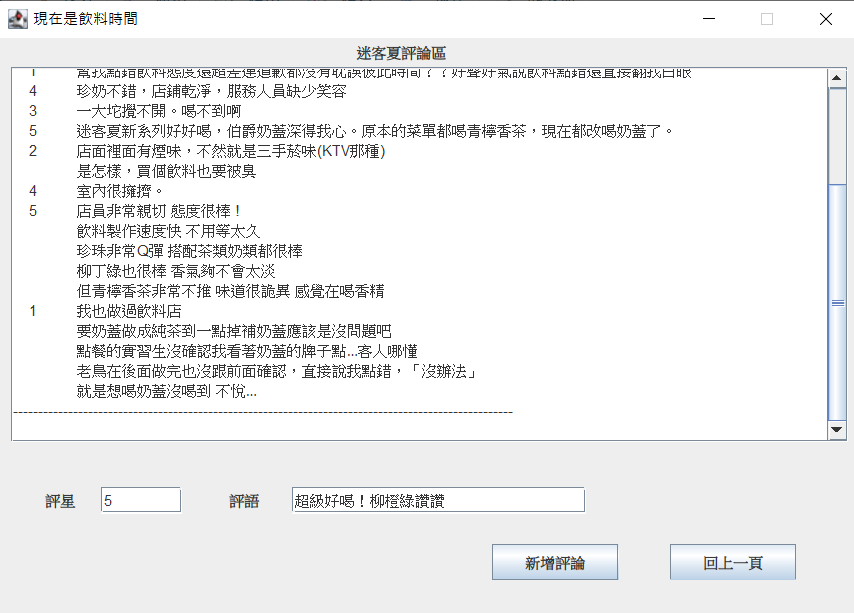 現在是飲料時間
迷客夏評論區
1 幫我點錯飲料態度還超差連道歉都沒有耽誤彼此時間？？好聲好氣說飲料點錯還直接翻我白眼
4 珍奶不錯，店鋪乾淨，服務人員缺少笑容
3 一大坨攪不開。喝不到啊
5 迷客夏新系列好好喝，伯爵奶蓋深得我心。原本的菜單都喝青檸香茶，現在都改喝奶蓋了。
2 店面裡面有煙味，不然就是三手菸味(KTV那種)
是怎樣，買個飲料也要被臭
4 室內很擁擠。
5 店員非常親切 態度很棒！
飲料製作速度快 不用等太久
珍珠非常Q彈 搭配茶類奶類都很棒
柳丁綠也很棒 香氣夠不會太淡
但青檸香茶非常不推 味道很詭異 感覺在喝香精
1 我也做過飲料店
要奶蓋做成純茶到一點掉補奶蓋應該是沒問題吧
點餐的實習生沒確認我看著奶蓋的牌子點...客人哪懂
老鳥在後面做完也沒跟前面確認，直接說我點錯，「沒辦法」
就是想喝奶蓋沒喝到 不悅...
----------------------------------------------------------------------------------------------------
評星 5 評語 超級好喝！柳橙綠讚讚
新增評論 回上一頁